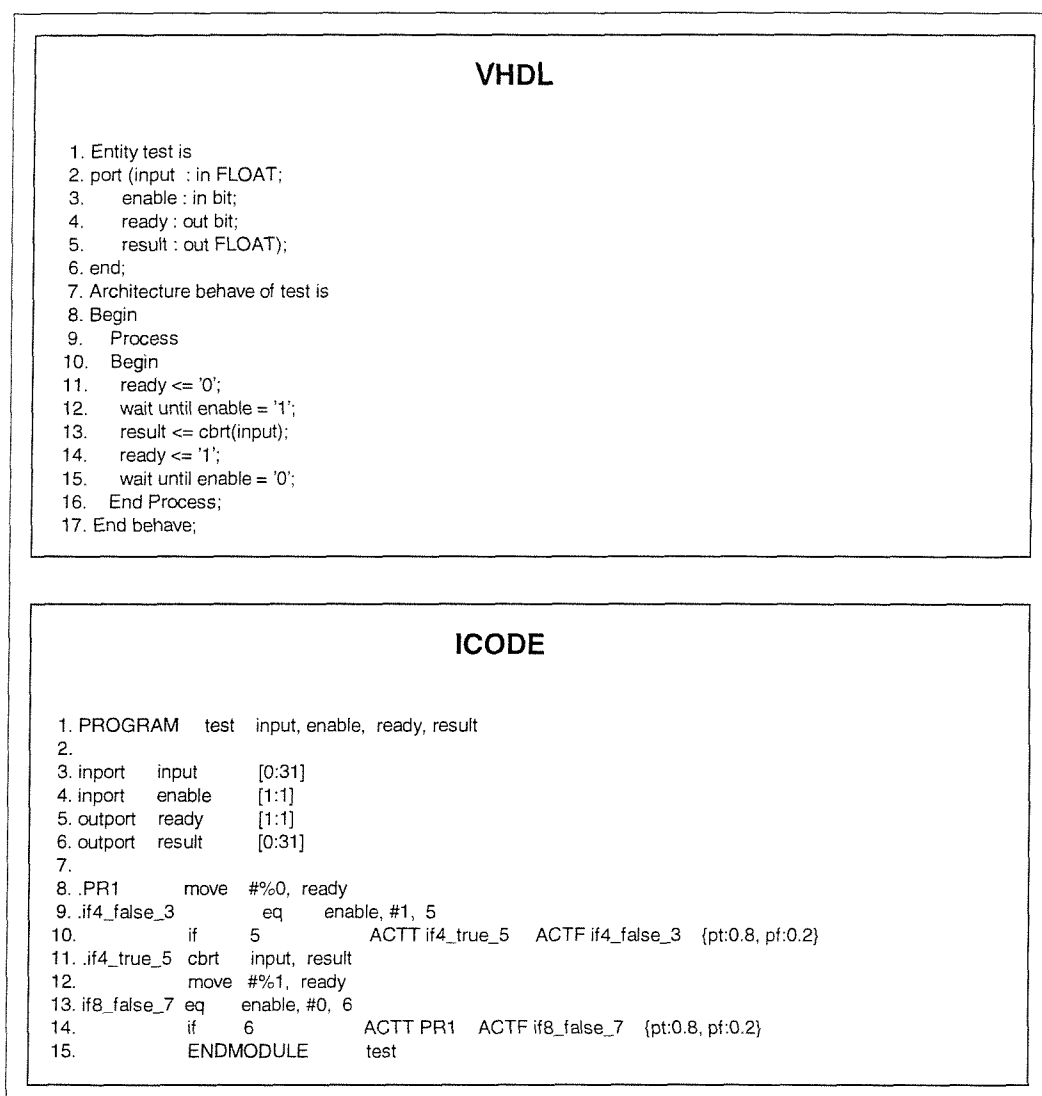 VHDL
1. Entity test is
2. port (input : in FLOAT;
3. enable : in bit;
4. ready : out bit;
5. result : out FLOAT);
6. end;
7. Architecture behave of test is
8. Begin
9. Process
10. Begin
11. ready <= '0';
12. wait until enable = '1';
13. result <= cbrt(input);
14. ready <= '1';
15. wait until enable = '0';
16. End Process;
17. End behave;
ICODE
1. PROGRAM test input, enable, ready, result
2.
3. inport input [0:31]
4. inport enable [1:1]
5. outport ready [1:1]
6. outport result [0:31]
7.
8. .PR1 move #%0, ready
9. .if4_false_3 eq enable, #1, 5
10. if 5 ACTT if4_true_5 ACTF if4_false_3 {pt:0.8, pf:0.2}
11. .if4_true_5 cbrt input, result
12. move #%1, ready
13. if8_false_7 eq enable, #0, 6
14. if 6 ACTT PR1 ACTF if8_false_7 {pt:0.8, pf:0.2}
15. ENDMODULE test